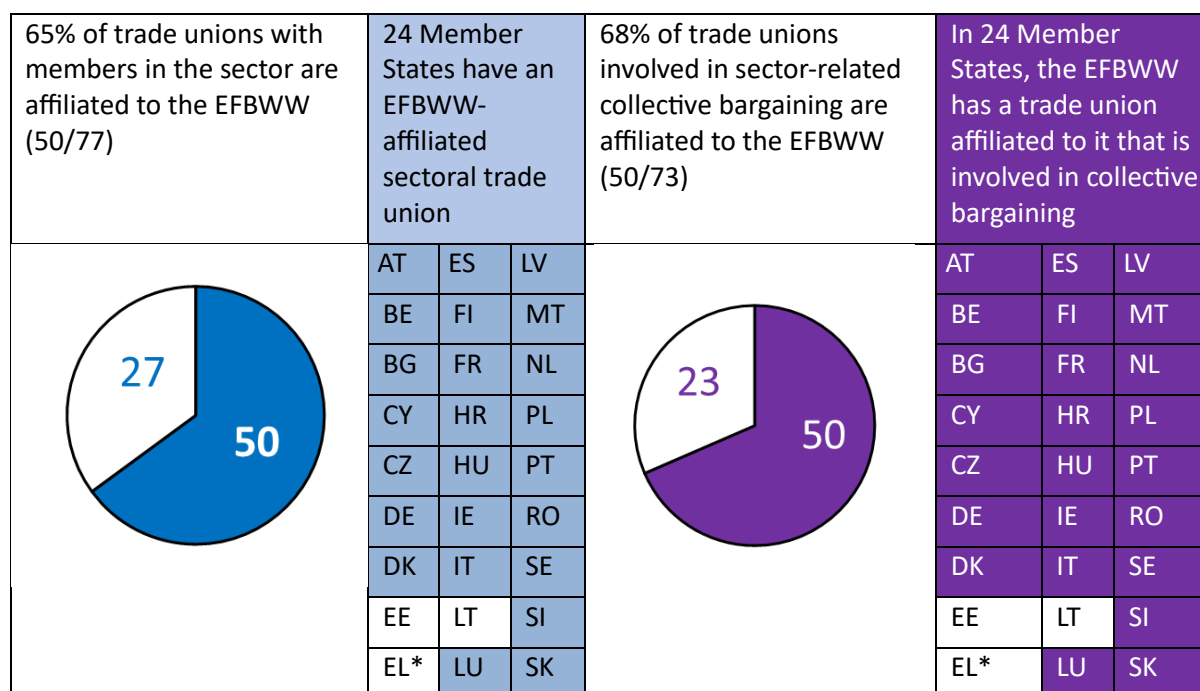 65% of trade unions with
members in the sector are
affiliated to the EFBWW
(50/77)
24 Member
States have an
EFBWW-
affiliated
sectoral trade
union
68% of trade unions
involved in sector-related
collective bargaining are
affiliated to the EFBWW
(50/73)
In 24 Member
States, the EFBWW
has a trade union
affiliated to it that is
involved in collective
bargaining
27
50
AT ES LV
BE FI MT
BG FR NL
CY HR PL
CZ HU PT
DE IE RO
DK IT SE
EE LT SI
EL* LU SK
23
50
AT ES LV
BE FI MT
BG FR NL
CY HR PL
CZ HU PT
DE IE RO
DK IT SE
EE LT SI
EL* LU SK